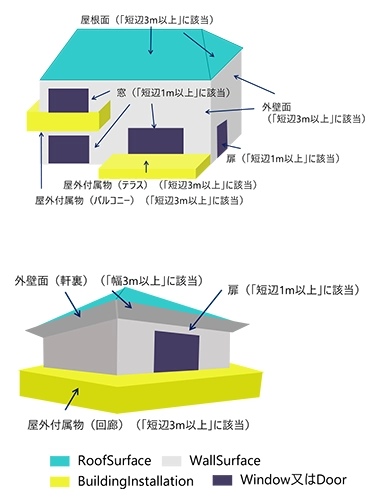 屋根面（「短辺3m以上」に該当）
窓（「短辺1m以上」に該当）
外壁面
（「短辺3m以上」に該当）
扉（「短辺1m以上」に該当）
屋外付属物（テラス）（「短辺3m以上」に該当）
屋外付属物（バルコニー）（「短辺3m以上」に該当）
外壁面（軒裏）（「幅3m以上」に該当）
扉（「短辺1m以上」に該当）
屋外付属物（回廊）（「短辺3m以上」に該当）
RoofSurface
WallSurface
BuildingInstallation
Window又はDoor